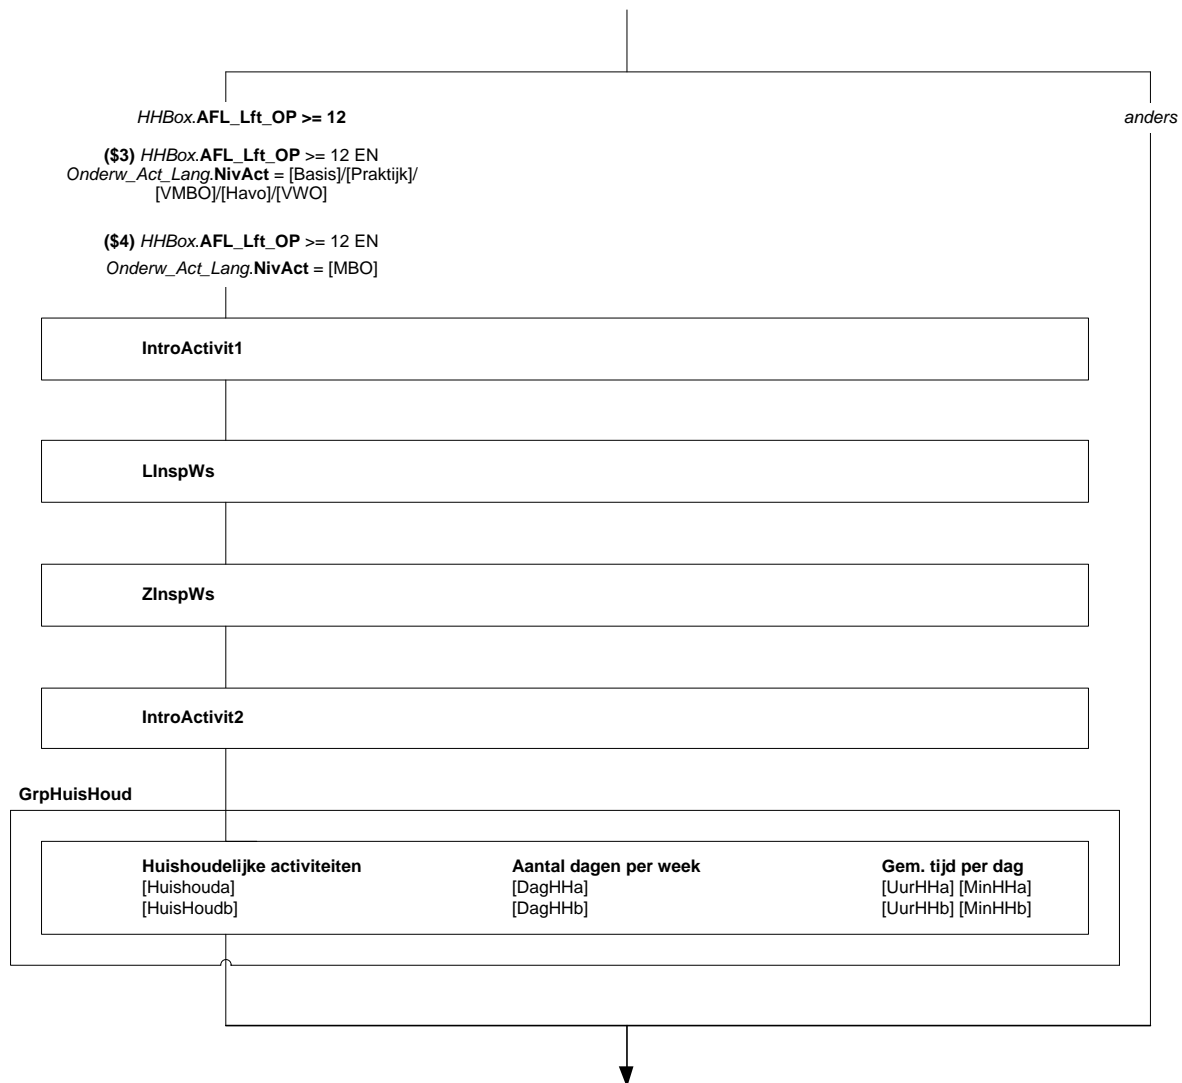 HHBox.AFL_Lft_OP >= 12
anders
($3) HHBox.AFL_Lft_OP >= 12 EN
Onderw_Act_Lang.NivAct = [Basis]/[Praktijk]/
[VMBO]/[Havo]/[VWO]
($4) HHBox.AFL_Lft_OP >= 12 EN
Onderw_Act_Lang.NivAct = [MBO]
IntroActivit1
LInspWs
ZInspWs
IntroActivit2
GrpHuisHoud
Huishoudelijke activiteiten Aantal dagen per week Gem. tijd per dag
[Huishouda] [DagHHa] [UurHHa] [MinHHa]
[HuisHoudb] [DagHHb] [UurHHb] [MinHHb]